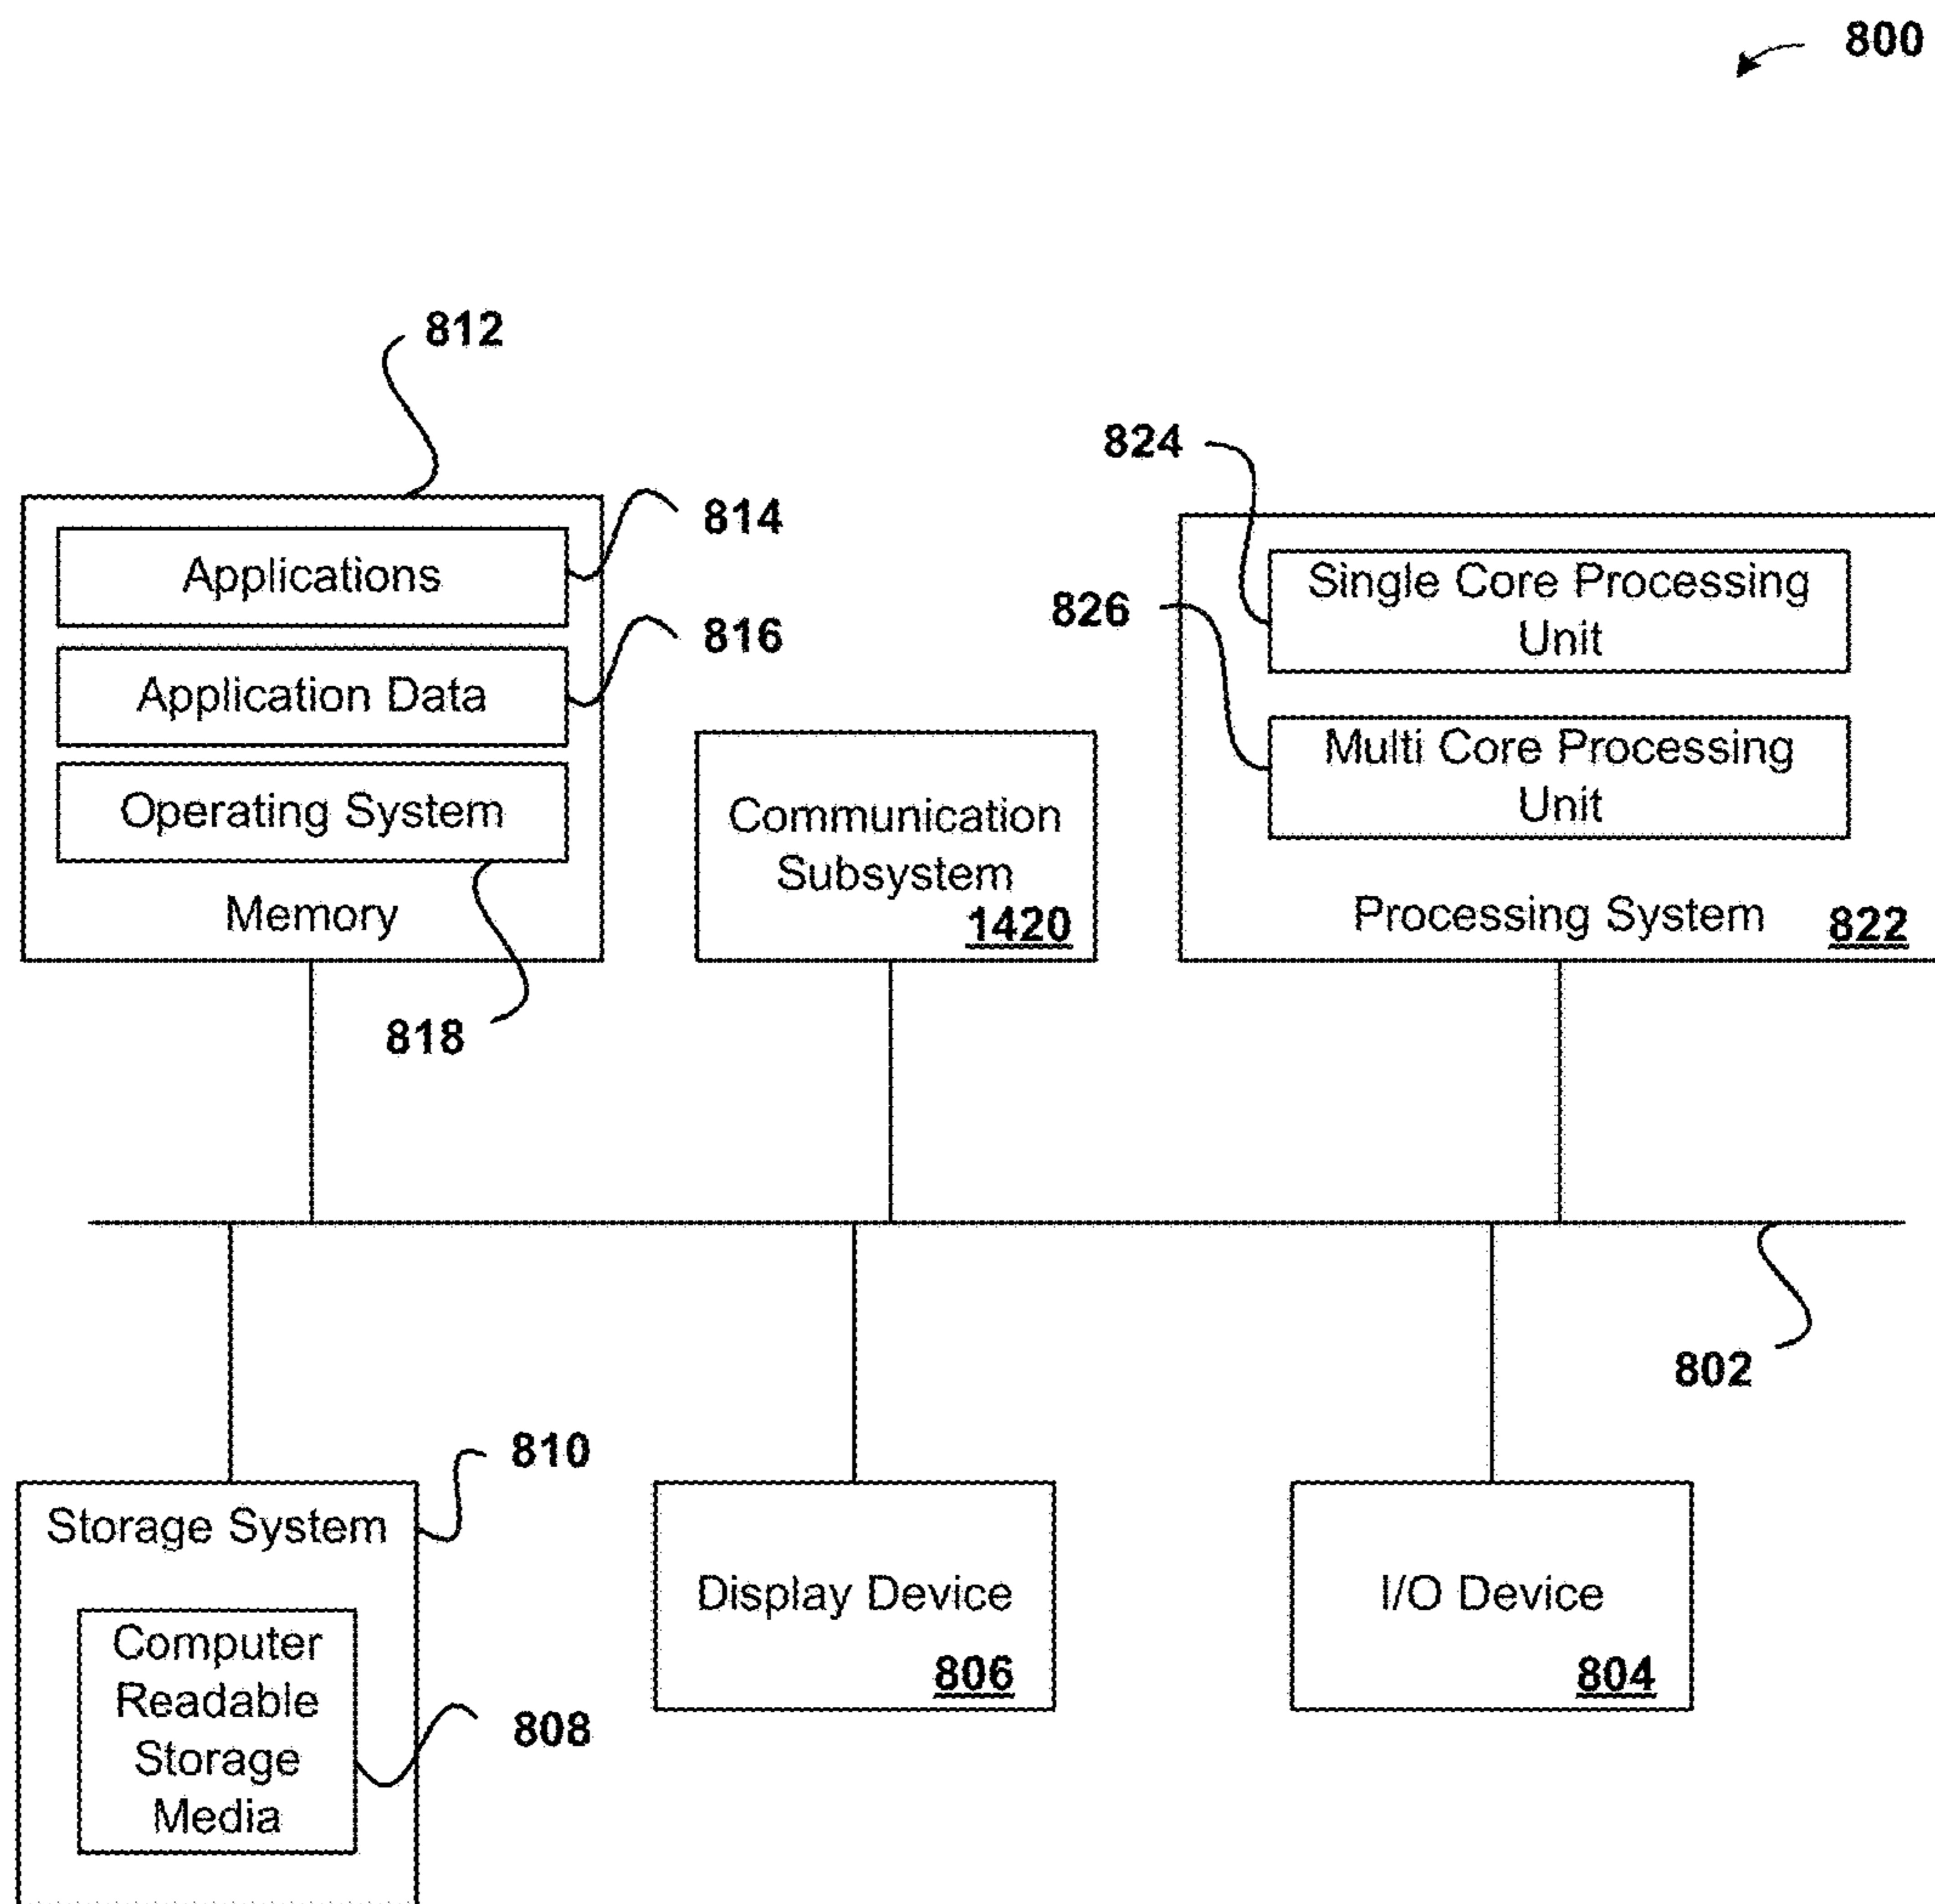 800
812
824
814
Applications
Single Core Processing
Unit
826
816
Application Data
Multi Core Processing
Unit
Operating System
Communication
Subsystem
1420
Memory
Processing System
822
818
802
810
Storage System
Display Device
806
I/O Device
804
Computer
Readable
Storage
Media
808